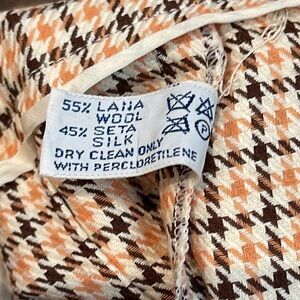 55% LANA
WOOL
45% SETA
SILK
DRY CLEAN ONLY
WITH PERCLORETILENE
P